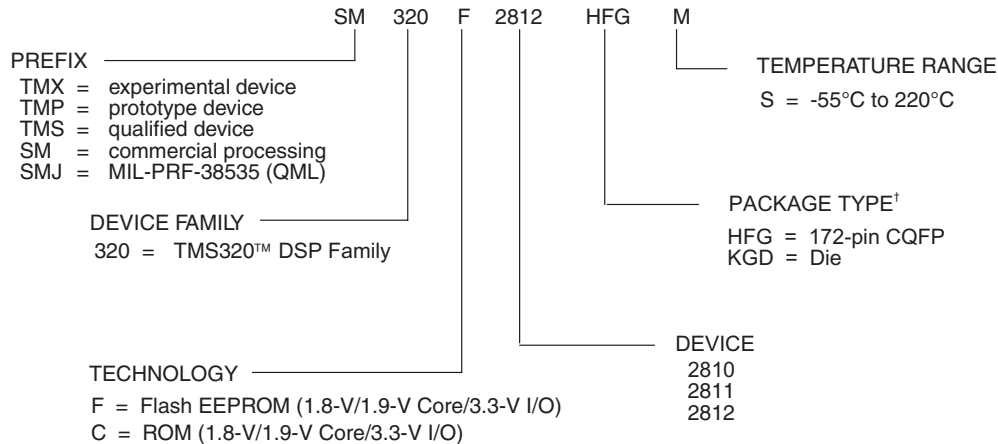 SM 320 F 2812 HFG M
PREFIX
TMX = experimental device
TMP = prototype device
TMS = qualified device
SM = commercial processing
SMJ = MIL-PRF-38535 (QML)
TEMPERATURE RANGE
S = -55°C to 220°C
DEVICE FAMILY
320 = TMS320™ DSP Family
PACKAGE TYPE†
HFG = 172-pin CQFP
KGD = Die
TECHNOLOGY
F = Flash EEPROM (1.8-V/1.9-V Core/3.3-V I/O)
C = ROM (1.8-V/1.9-V Core/3.3-V I/O)
DEVICE
2810
2811
2812